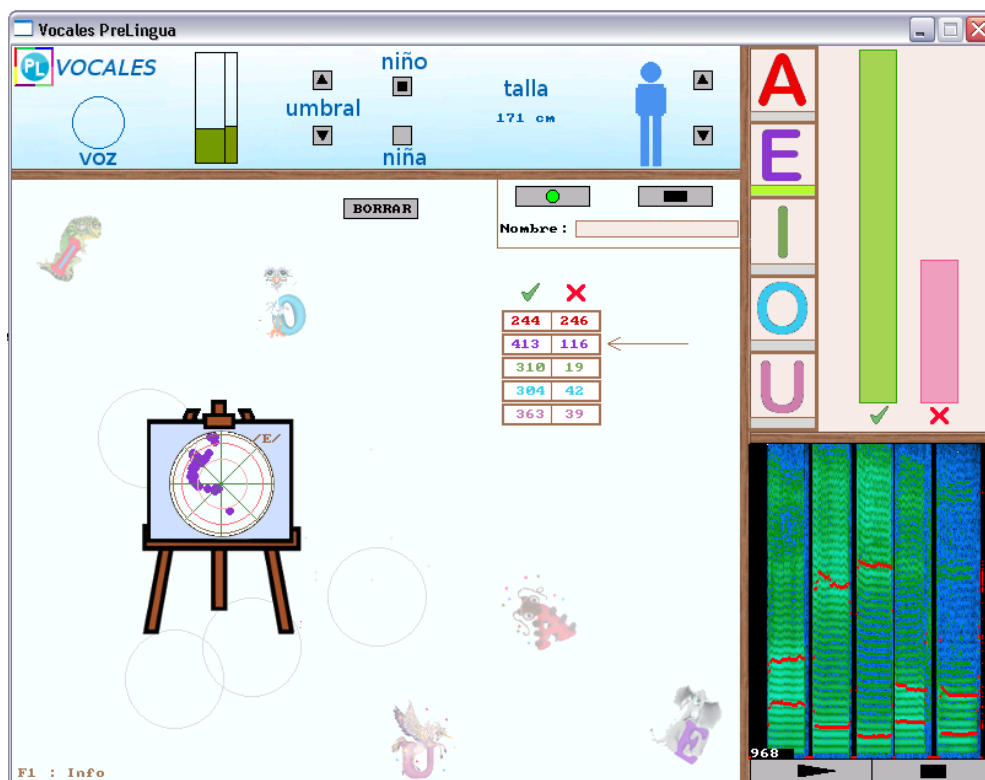 Vocales PreLingua
PL VOCALES
VOZ
umbral
niño
niña
talla
171 cm
A
E
I
O
U
BORRAR
Nombre :
244 246
413 116
310 19
304 42
363 39
/E/
I
O
A
U
E
968
F1 : Info